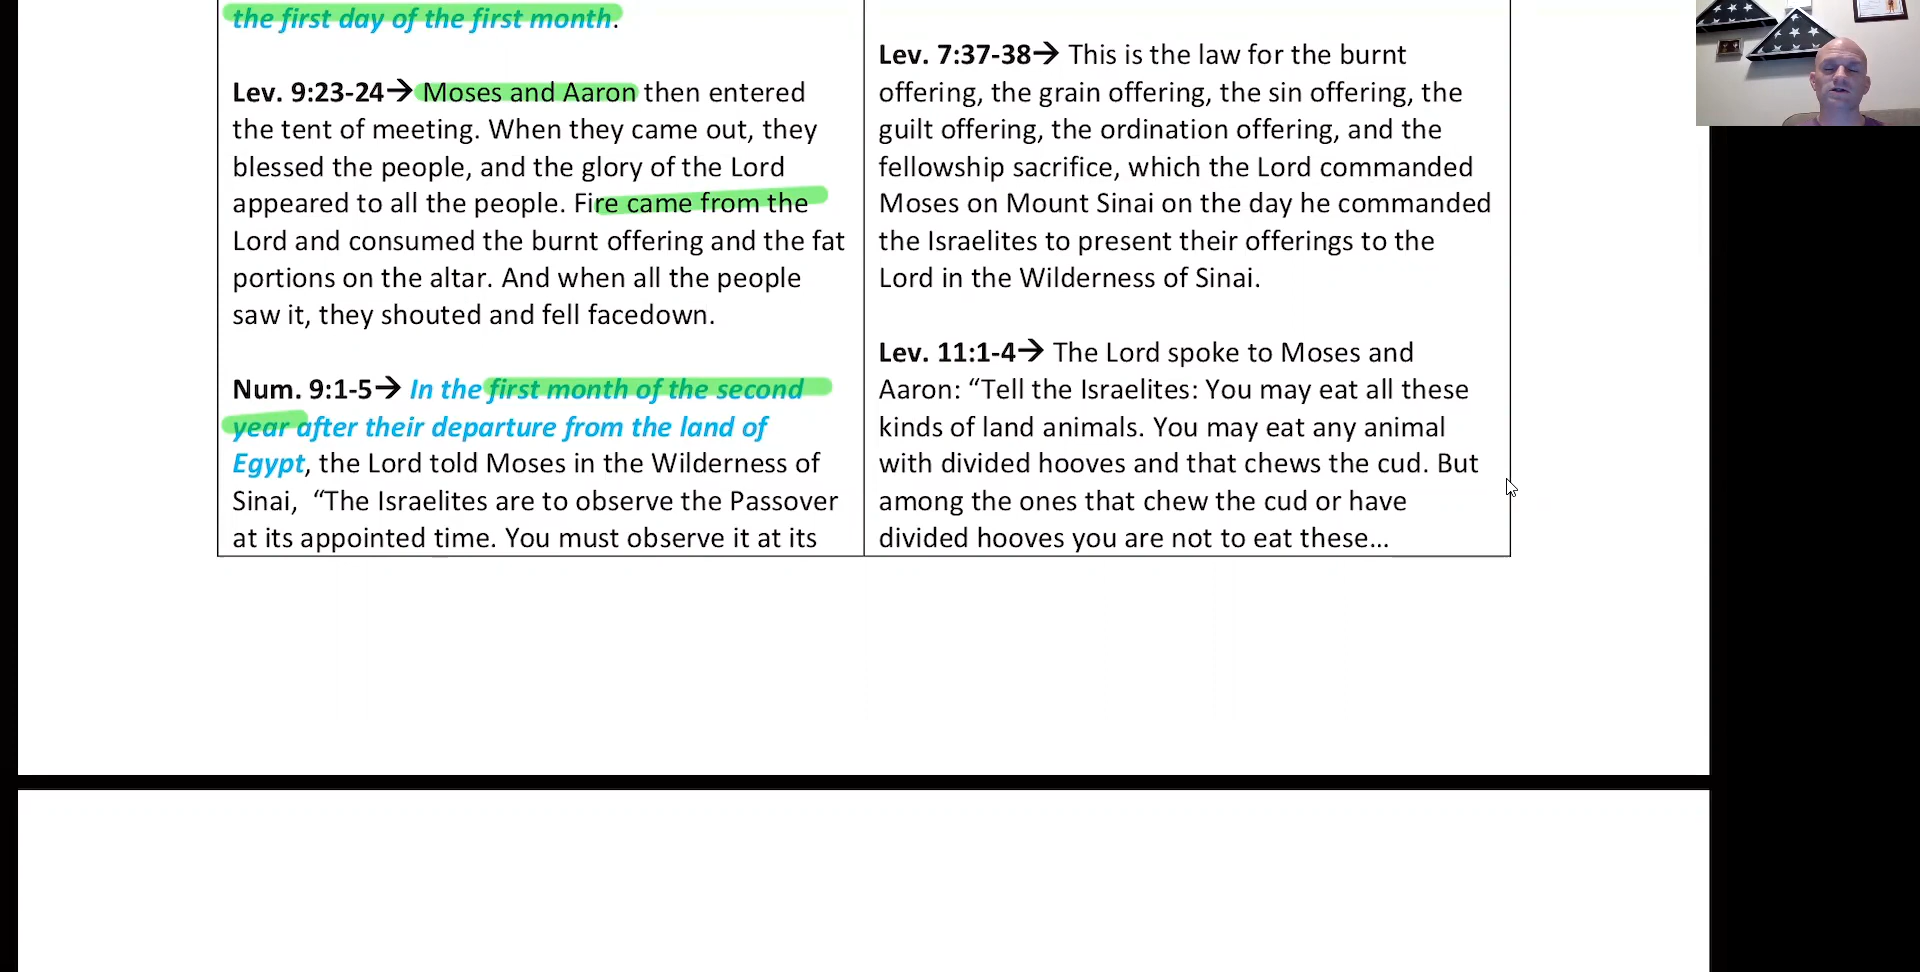 the first day of the first month.
Lev. 9:23-24→ Moses and Aaron then entered
the tent of meeting. When they came out, they
blessed the people, and the glory of the Lord
appeared to all the people. Fire came from the
Lord and consumed the burnt offering and the fat
portions on the altar. And when all the people
saw it, they shouted and fell facedown.
Num. 9:1-5→ In the first month of the second
year after their departure from the land of
Egypt, the Lord told Moses in the Wilderness of
Sinai, “The Israelites are to observe the Passover
at its appointed time. You must observe it at its
Lev. 7:37-38→ This is the law for the burnt
offering, the grain offering, the sin offering, the
guilt offering, the ordination offering, and the
fellowship sacrifice, which the Lord commanded
Moses on Mount Sinai on the day he commanded
the Israelites to present their offerings to the
Lord in the Wilderness of Sinai.
Lev. 11:1-4→ The Lord spoke to Moses and
Aaron: “Tell the Israelites: You may eat all these
kinds of land animals. You may eat any animal
with divided hooves and that chews the cud. But
among the ones that chew the cud or have
divided hooves you are not to eat these...